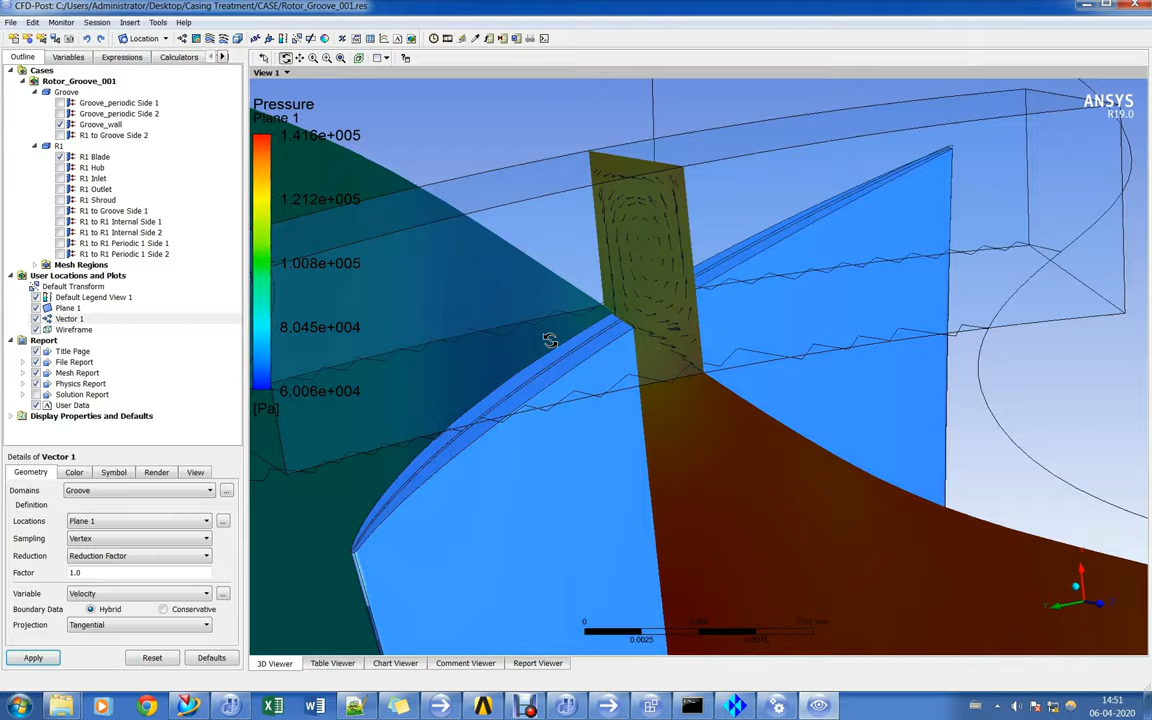 CFD-Post: C:/Users/Administrator/Desktop/Casing Treatment/CASE/Rotor_Groove_001.res
File Edit Monitor Session Insert Tools Help
Location
Outline Variables Expressions Calculators
View 1
Cases
Rotor_Groove_001
Groove
Groove_periodic Side 1
Groove_periodic Side 2
Groove_wall
R1 to Groove Side 2
R1
R1 Blade
R1 Hub
R1 Inlet
R1 Outlet
R1 Shroud
R1 to Groove Side 1
R1 to R1 Internal Side 1
R1 to R1 Internal Side 2
R1 to R1 Periodic 1 Side 1
R1 to R1 Periodic 1 Side 2
Mesh Regions
User Locations and Plots
Default Transform
Default Legend View 1
Plane 1
Vector 1
Wireframe
Report
Title Page
File Report
Mesh Report
Physics Report
Solution Report
User Data
Display Properties and Defaults
Details of Vector 1
Geometry Color Symbol Render View
Domains Groove
Definition
Locations Plane 1
Sampling Vertex
Reduction Reduction Factor
Factor 1.0
Variable Velocity
Boundary Data Hybrid Conservative
Projection Tangential
Apply Reset Defaults
Pressure
Plane 1
1.416e+005
1.212e+005
1.008e+005
8.045e+004
6.006e+004
[Pa]
ANSYS
R19.0
0
0.0025
0.0075
Y
3D Viewer Table Viewer Chart Viewer Comment Viewer Report Viewer
14:51
06-04-2020